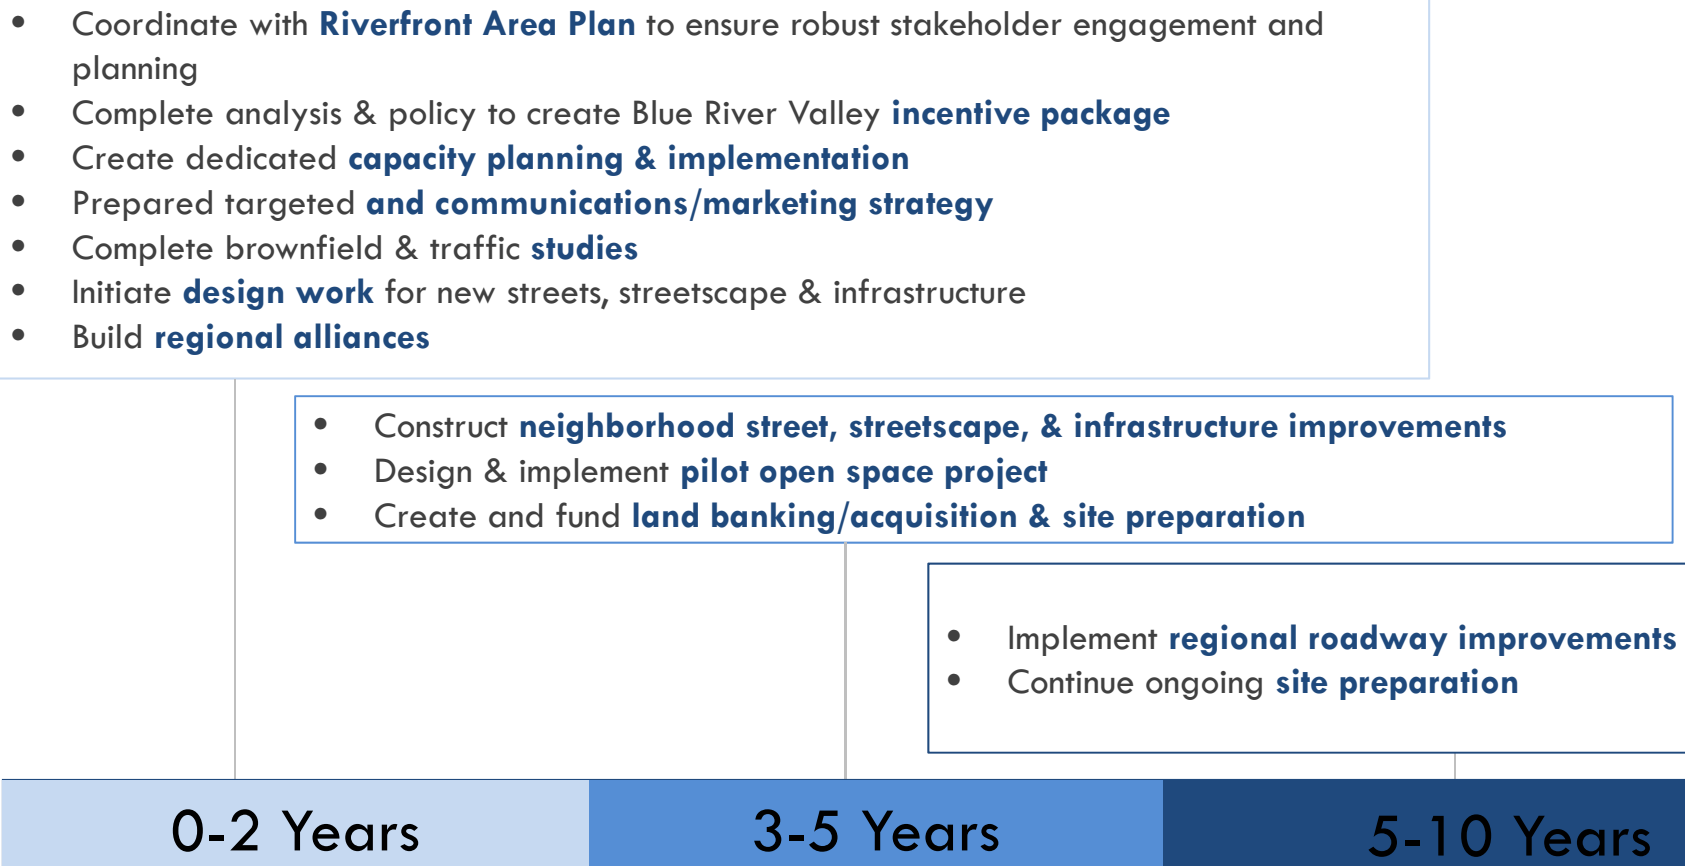 • Coordinate with Riverfront Area Plan to ensure robust stakeholder engagement and
planning
• Complete analysis & policy to create Blue River Valley incentive package
• Create dedicated capacity planning & implementation
• Prepared targeted and communications/marketing strategy
• Complete brownfield & traffic studies
• Initiate design work for new streets, streetscape & infrastructure
• Build regional alliances
• Construct neighborhood street, streetscape, & infrastructure improvements
• Design & implement pilot open space project
• Create and fund land banking/acquisition & site preparation
• Implement regional roadway improvements
• Continue ongoing site preparation
0-2 Years
3-5 Years
5-10 Years